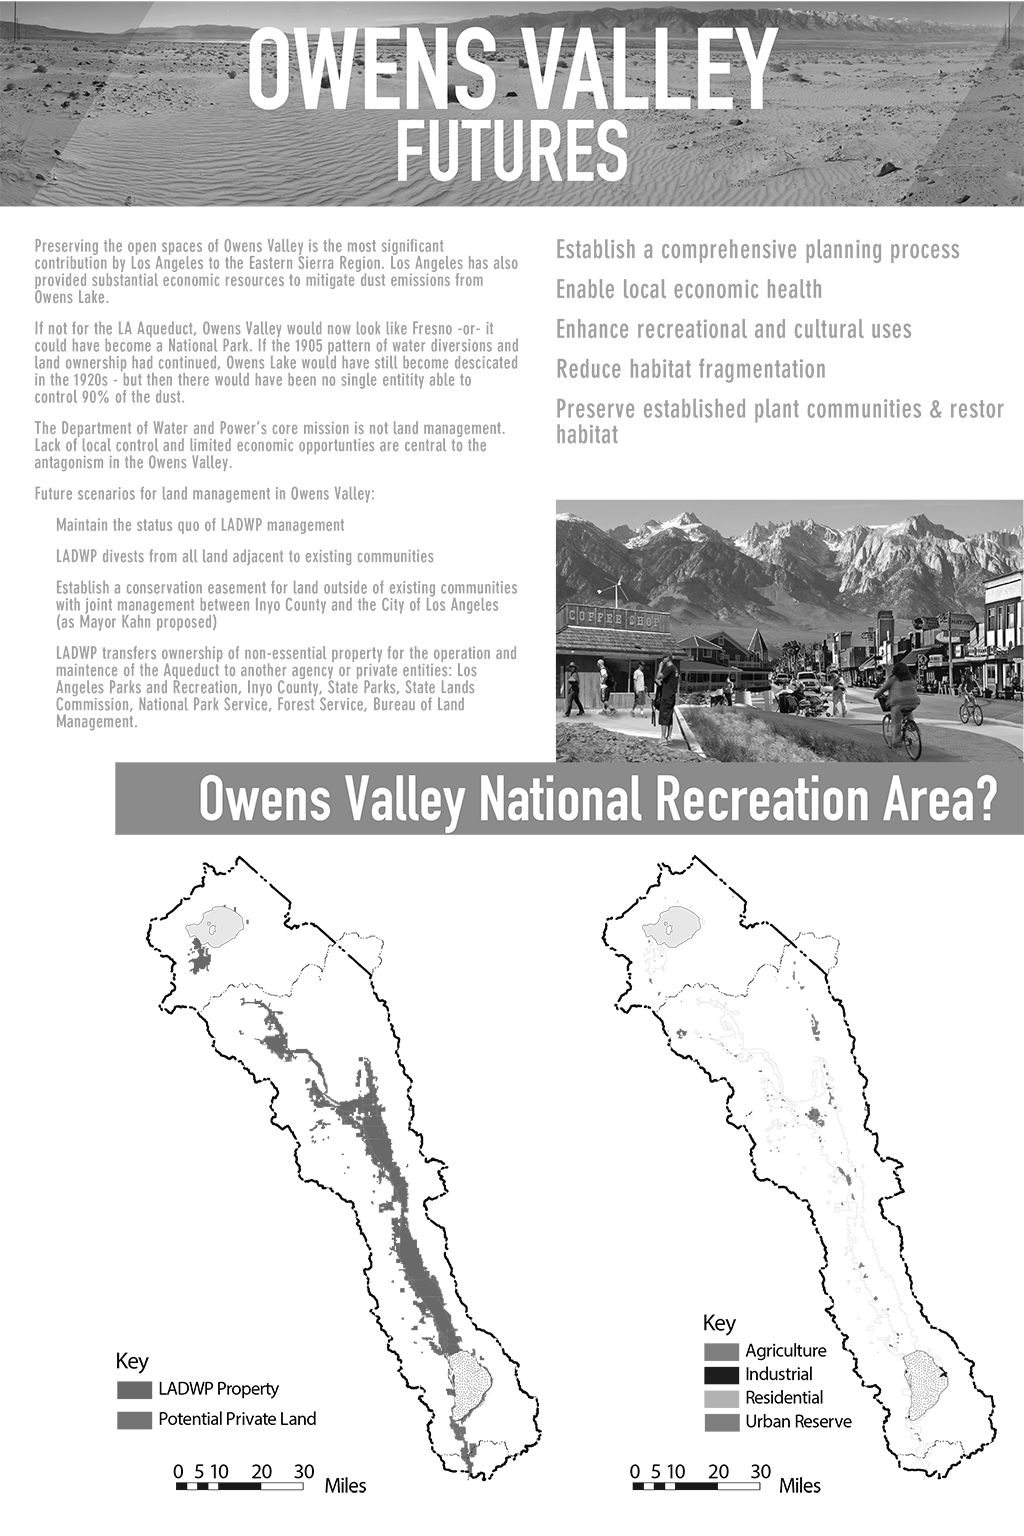 OWENS VALLEY
FUTURES
Preserving the open spaces of Owens Valley is the most significant
contribution by Los Angeles to the Eastern Sierra Region. Los Angeles has also
provided substantial economic resources to mitigate dust emissions from
Owens Lake.
If not for the LA Aqueduct, Owens Valley would now look like Fresno -or- it
could have become a National Park. If the 1905 pattern of water diversions and
land ownership had continued, Owens Lake would have still become descicated
in the 1920s - but then there would have been no single entitity able to
control 90% of the dust.
The Department of Water and Power's core mission is not land management.
Lack of local control and limited economic opportunties are central to the
antagonism in the Owens Valley.
Future scenarios for land management in Owens Valley:
Maintain the status quo of LADWP management
LADWP divests from all land adjacent to existing communities
Establish a conservation easement for land outside of existing communities
with joint management between Inyo County and the City of Los Angeles
(as Mayor Kahn proposed)
LADWP transfers ownership of non-essential property for the operation and
maintence of the Aqueduct to another agency or private entities: Los
Angeles Parks and Recreation, Inyo County, State Parks, State Lands
Commission, National Park Service, Forest Service, Bureau of Land
Management.
Establish a comprehensive planning process
Enable local economic health
Enhance recreational and cultural uses
Reduce habitat fragmentation
Preserve established plant communities & restor
habitat
COFFEE SHOP
Owens Valley National Recreation Area?
Key
LADWP Property
Potential Private Land
0 5 10 20 30
Miles
Key
Agriculture
Industrial
Residential
Urban Reserve
0 5 10 20 30
Miles